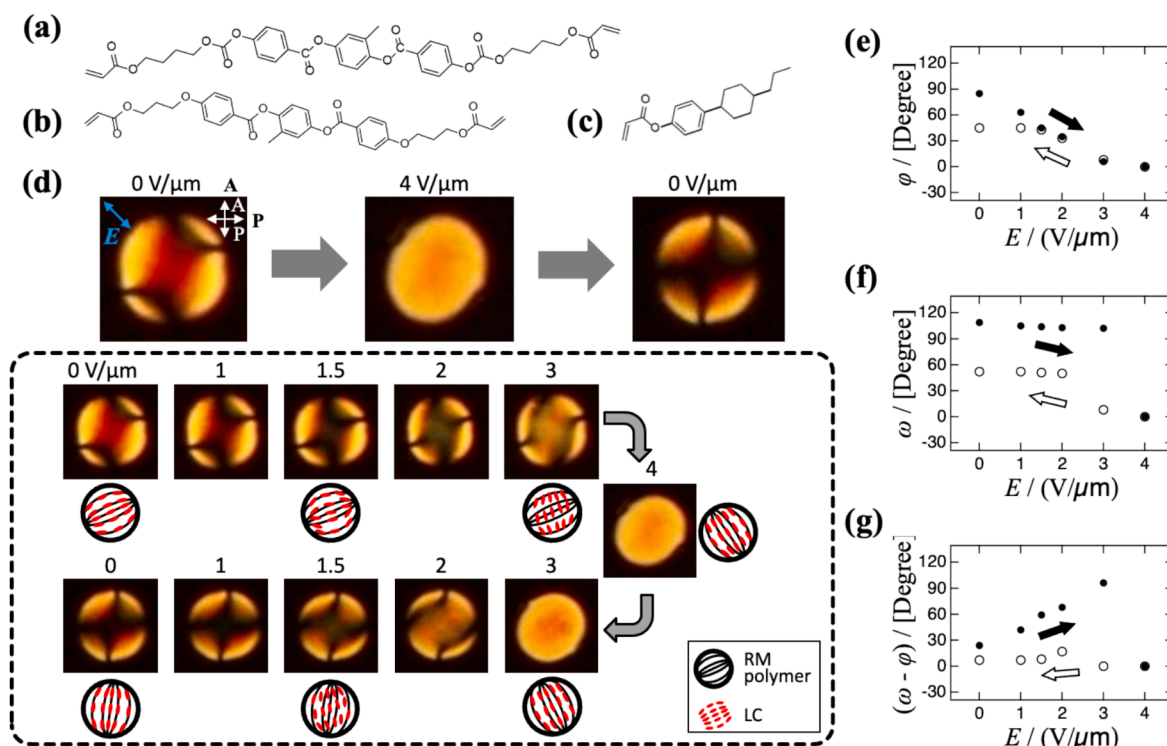 (a)
(b)
(c)
(d)
0 V/μm
4 V/μm
0 V/μm
E
A
A
P
P
0 V/μm 1 1.5 2 3
4
0 1 1.5 2 3
RM polymer
LC
(e)
φ / [Degree]
120
90
60
30
0
-30
0 1 2 3 4
E / (V/μm)
(f)
ω / [Degree]
120
90
60
30
0
-30
0 1 2 3 4
E / (V/μm)
(g)
(ω - φ) / [Degree]
120
90
60
30
0
-30
0 1 2 3 4
E / (V/μm)